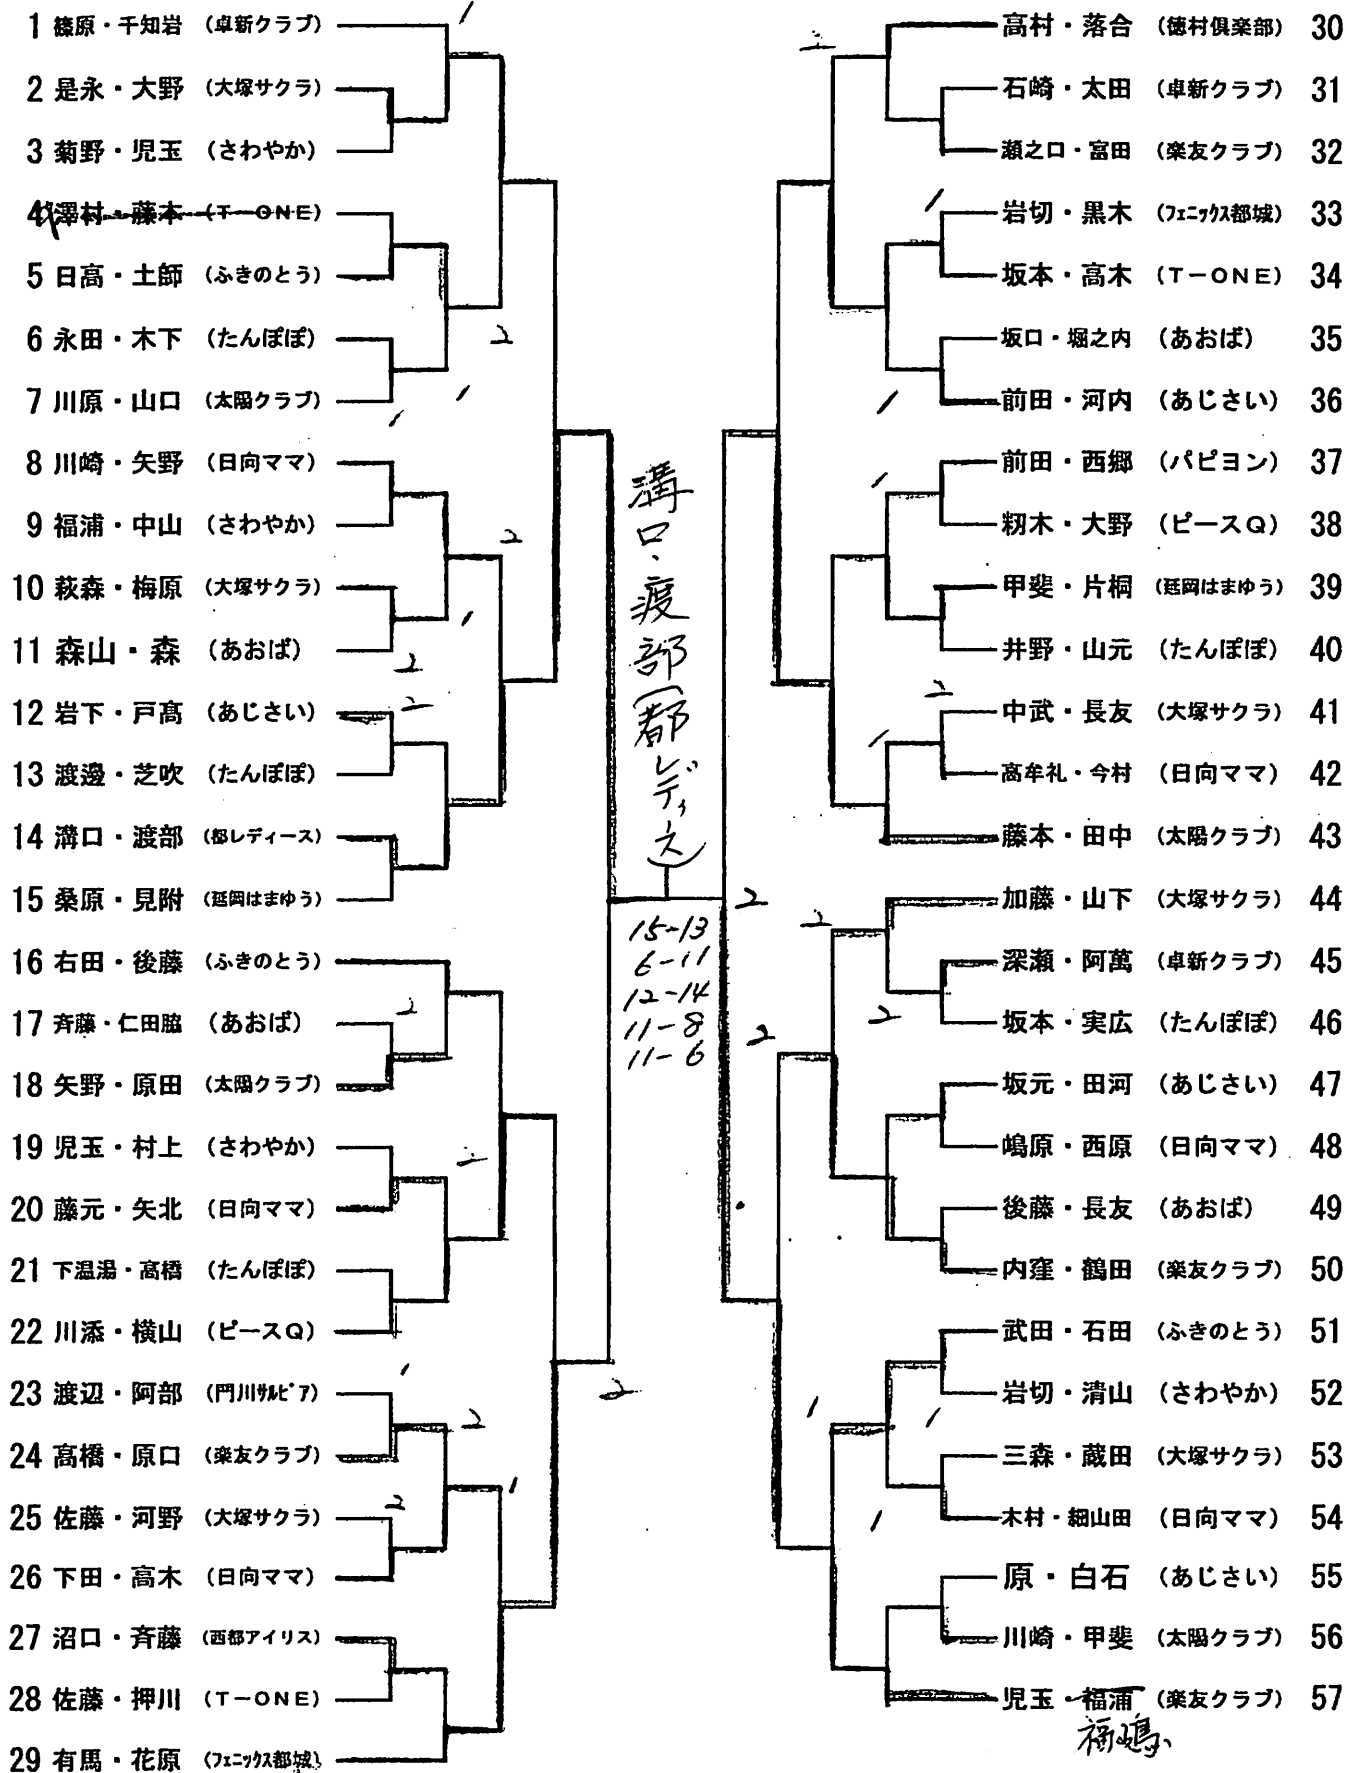 1 籐原・千知岩 (卓新クラブ)
2 是永・大野 (大塚サクラ)
3 菊野・児玉 (さわやか)
4 澤村・藤本 (T－ONE)
5 日高・土師 (ふきのとう)
6 永田・木下 (たんぽぽ)
7 川原・山口 (太陽クラブ)
8 川崎・矢野 (日向ママ)
9 福浦・中山 (さわやか)
10 萩森・梅原 (大塚サクラ)
11 森山・森 (あおば)
12 岩下・戸髙 (あじさい)
13 渡邊・芝吹 (たんぽぽ)
14 溝口・渡部 (都レディース)
15 桑原・見附 (延岡はまゆう)
16 右田・後藤 (ふきのとう)
17 斉藤・仁田脇 (あおば)
18 矢野・原田 (太陽クラブ)
19 児玉・村上 (さわやか)
20 藤元・矢北 (日向ママ)
21 下温湯・高橋 (たんぽぽ)
22 川添・横山 (ピースQ)
23 渡辺・阿部 (門川サルビア)
24 高橋・原口 (楽友クラブ)
25 佐藤・河野 (大塚サクラ)
26 下田・高木 (日向ママ)
27 沼口・斉藤 (西都アイリス)
28 佐藤・押川 (T－ONE)
29 有馬・花原 (フェニックス都城)
溝口・渡部(都レディース)
15-13
6-11
12-14
11-8
11-6
高村・落合 (徳村倶楽部) 30
石崎・太田 (卓新クラブ) 31
瀬之口・富田 (楽友クラブ) 32
岩切・黒木 (フェニックス都城) 33
坂本・高木 (T－ONE) 34
坂口・堀之内 (あおば) 35
前田・河内 (あじさい) 36
前田・西郷 (パピヨン) 37
籾木・大野 (ピースQ) 38
甲斐・片桐 (延岡はまゆう) 39
井野・山元 (たんぽぽ) 40
中武・長友 (大塚サクラ) 41
高牟礼・今村 (日向ママ) 42
藤本・田中 (太陽クラブ) 43
加藤・山下 (大塚サクラ) 44
深瀬・阿萬 (卓新クラブ) 45
坂本・実広 (たんぽぽ) 46
坂元・田河 (あじさい) 47
嶋原・西原 (日向ママ) 48
後藤・長友 (あおば) 49
内窪・鶴田 (楽友クラブ) 50
武田・石田 (ふきのとう) 51
岩切・清山 (さわやか) 52
三森・蔵田 (大塚サクラ) 53
木村・細山田 (日向ママ) 54
原・白石 (あじさい) 55
川崎・甲斐 (太陽クラブ) 56
児玉・福浦 (楽友クラブ) 57
福嶋